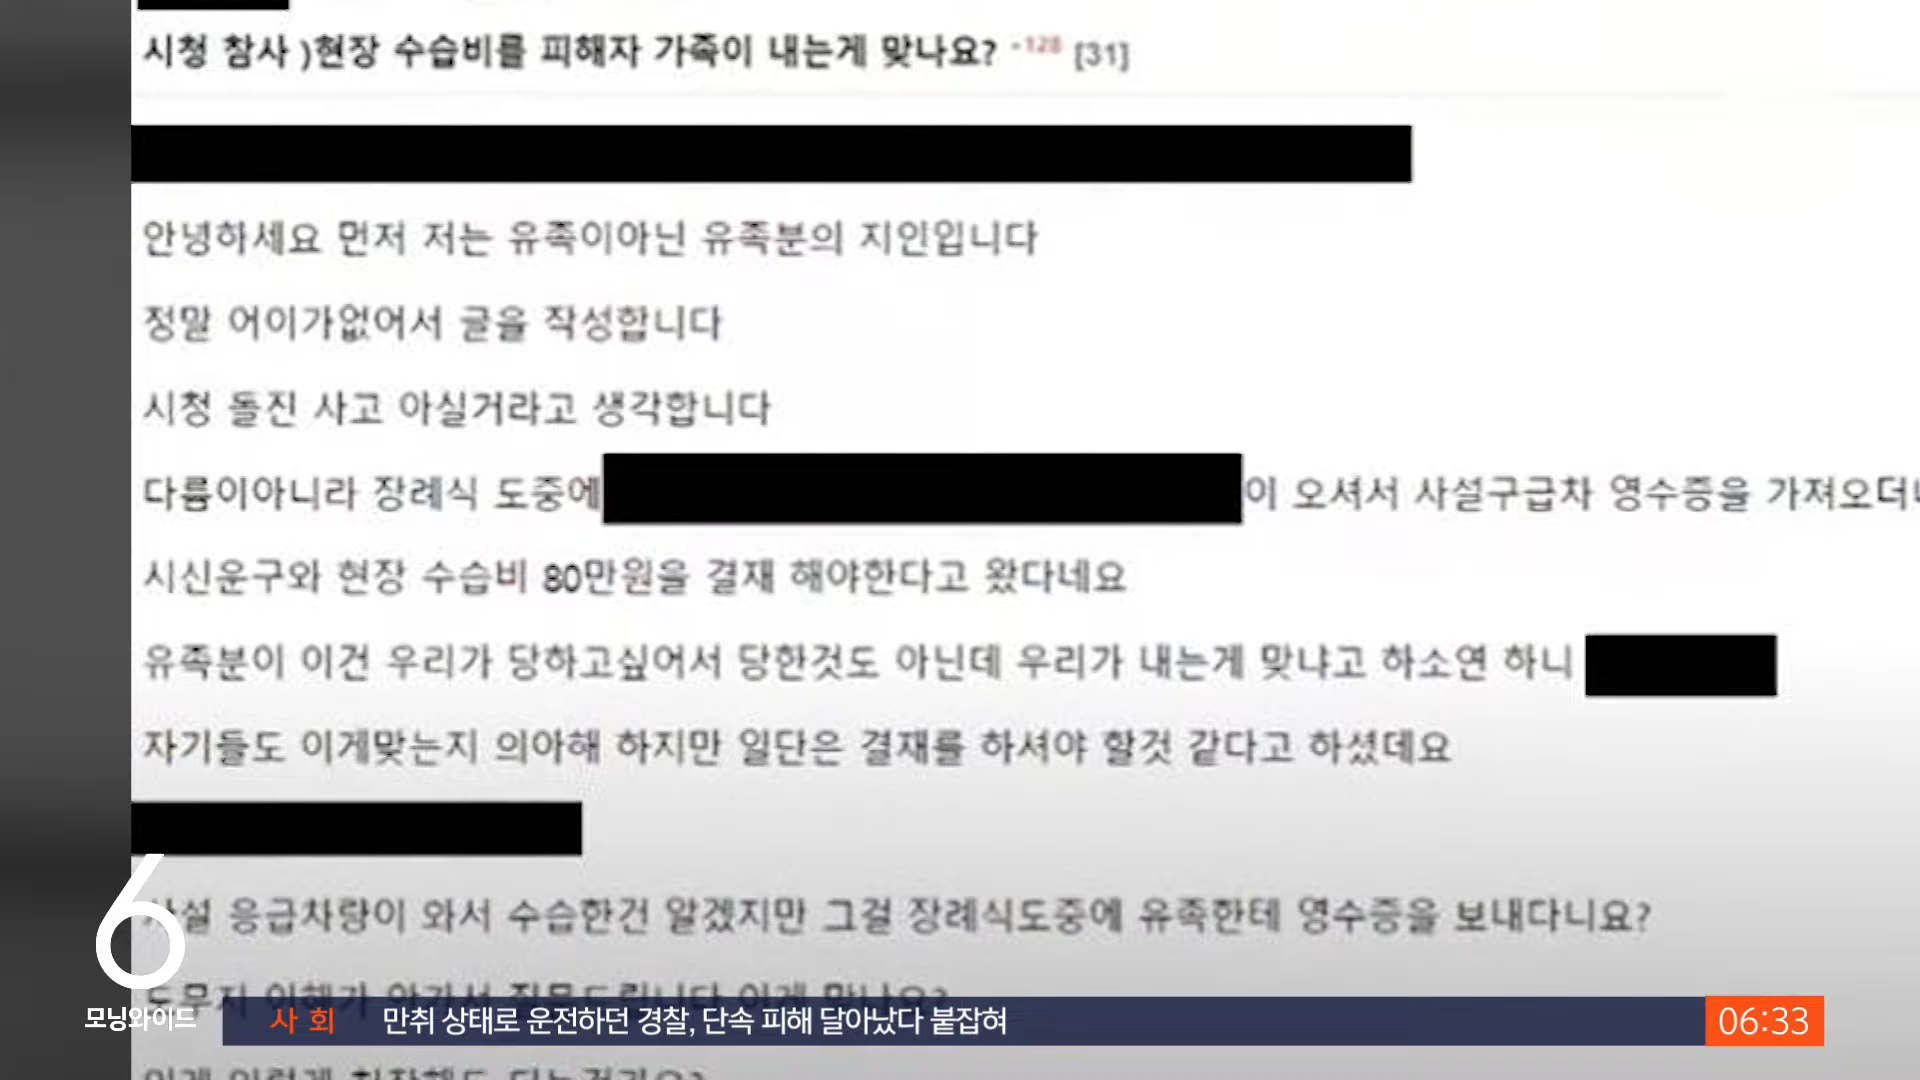 시청 참사 )현장 수습비를 피해자 가족이 내는게 맞나요? -128 [31]
안녕하세요 먼저 저는 유족이아닌 유족분의 지인입니다
정말 어이가없어서 글을 작성합니다
시청 돌진 사고 아실거라고 생각합니다
다름이아니라 장례식 도중에
이 오셔서 사설구급차 영수증을 가져오더
시신운구와 현장 수습비 80만원을 결재 해야한다고 왔다네요
유족분이 이건 우리가 당하고싶어서 당한것도 아닌데 우리가 내는게 맞냐고 하소연 하니
자기들도 이게맞는지 의아해 하지만 일단은 결재를 하셔야 할것 같다고 하셨데요
사설 응급차량이 와서 수습한건 알겠지만 그걸 장례식도중에 유족한테 영수증을 보내다니요?
6
모닝와이드
사회 만취 상태로 운전하던 경찰, 단속 피해 달아났다 붙잡혀 06:33